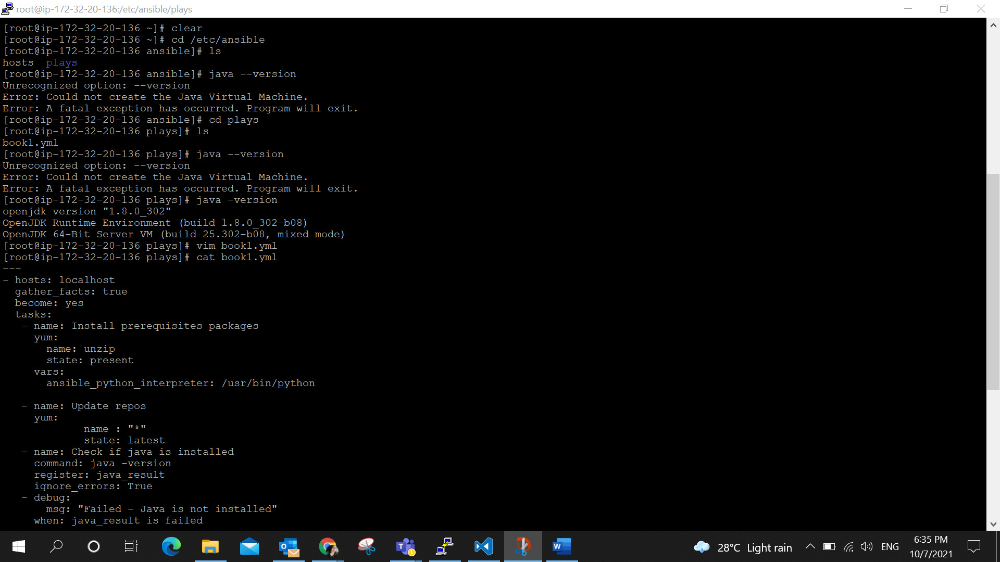 root@ip-172-32-20-136:/etc/ansible/plays
[root@ip-172-32-20-136 ~]# clear
[root@ip-172-32-20-136 ~]# cd /etc/ansible
[root@ip-172-32-20-136 ansible]# ls
hosts  plays
[root@ip-172-32-20-136 ansible]# java --version
Unrecognized option: --version
Error: Could not create the Java Virtual Machine.
Error: A fatal exception has occurred. Program will exit.
[root@ip-172-32-20-136 ansible]# cd plays
[root@ip-172-32-20-136 plays]# ls
book1.yml
[root@ip-172-32-20-136 plays]# java --version
Unrecognized option: --version
Error: Could not create the Java Virtual Machine.
Error: A fatal exception has occurred. Program will exit.
[root@ip-172-32-20-136 plays]# java -version
openjdk version "1.8.0_302"
OpenJDK Runtime Environment (build 1.8.0_302-b08)
OpenJDK 64-Bit Server VM (build 25.302-b08, mixed mode)
[root@ip-172-32-20-136 plays]# vim book1.yml
[root@ip-172-32-20-136 plays]# cat book1.yml
---
- hosts: localhost
  gather_facts: true
  become: yes
  tasks:
   - name: Install prerequisites packages
     yum:
       name: unzip
       state: present
     vars:
       ansible_python_interpreter: /usr/bin/python

   - name: Update repos
     yum:
             name : "*"
             state: latest
   - name: Check if java is installed
     command: java -version
     register: java_result
     ignore_errors: True
   - debug:
       msg: "Failed - Java is not installed"
     when: java_result is failed
28°C Light rain
ENG
6:35 PM
10/7/2021